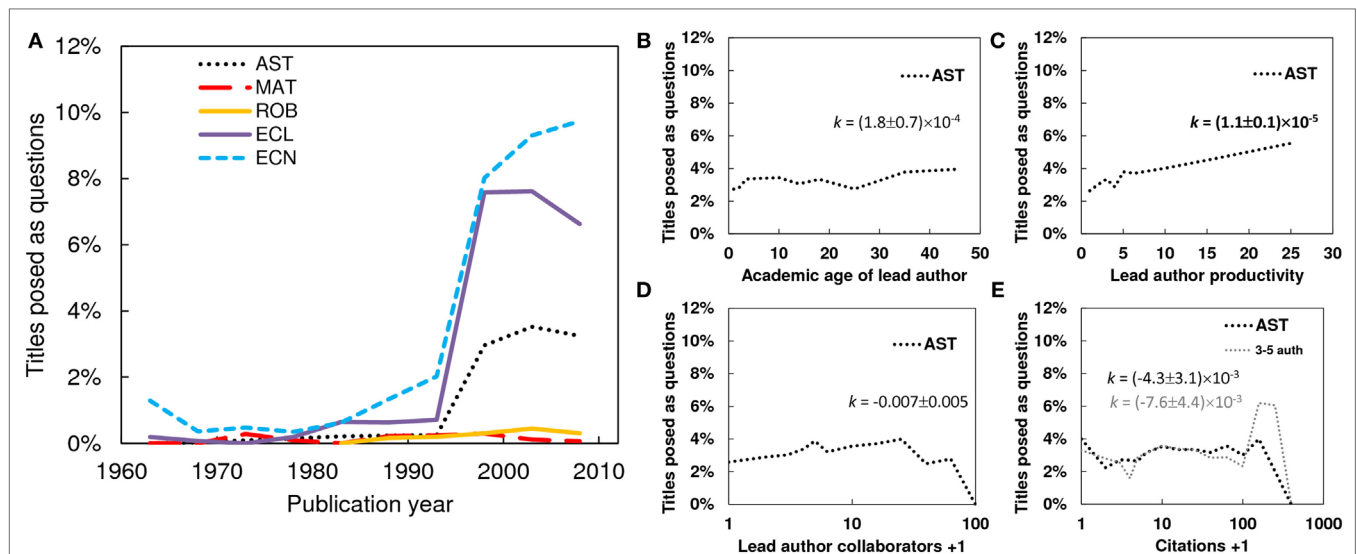 A
Titles posed as questions
12%
10%
8%
6%
4%
2%
0%
AST
MAT
ROB
ECL
ECN
1960 1970 1980 1990 2000 2010
Publication year
B
Titles posed as questions
12%
10%
8%
6%
4%
2%
0%
AST
k = (1.8±0.7)×10-4
0 10 20 30 40 50
Academic age of lead author
C
Titles posed as questions
12%
10%
8%
6%
4%
2%
0%
AST
k = (1.1±0.1)×10-5
0 5 10 15 20 25 30
Lead author productivity
D
Titles posed as questions
12%
10%
8%
6%
4%
2%
0%
AST
k = -0.007±0.005
1 10 100
Lead author collaborators +1
E
Titles posed as questions
12%
10%
8%
6%
4%
2%
0%
AST
3-5 auth
k = (-4.3±3.1)×10-3
k = (-7.6±4.4)×10-3
1 10 100 1000
Citations +1